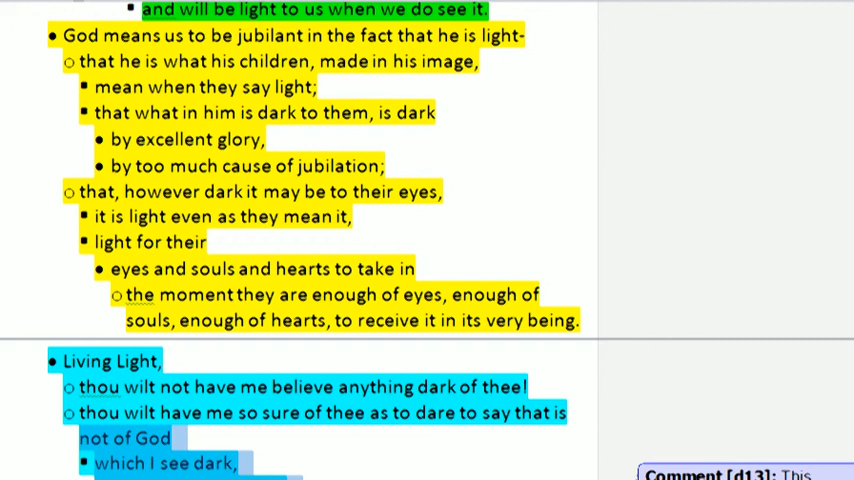 ▪ and will be light to us when we do see it.
• God means us to be jubilant in the fact that he is light-
o that he is what his children, made in his image,
▪ mean when they say light;
▪ that what in him is dark to them, is dark
• by excellent glory,
• by too much cause of jubilation;
o that, however dark it may be to their eyes,
▪ it is light even as they mean it,
▪ light for their
• eyes and souls and hearts to take in
o the moment they are enough of eyes, enough of
souls, enough of hearts, to receive it in its very being.
• Living Light,
o thou wilt not have me believe anything dark of thee!
o thou wilt have me so sure of thee as to dare to say that is
not of God
▪ which I see dark,
Comment [d13]: This